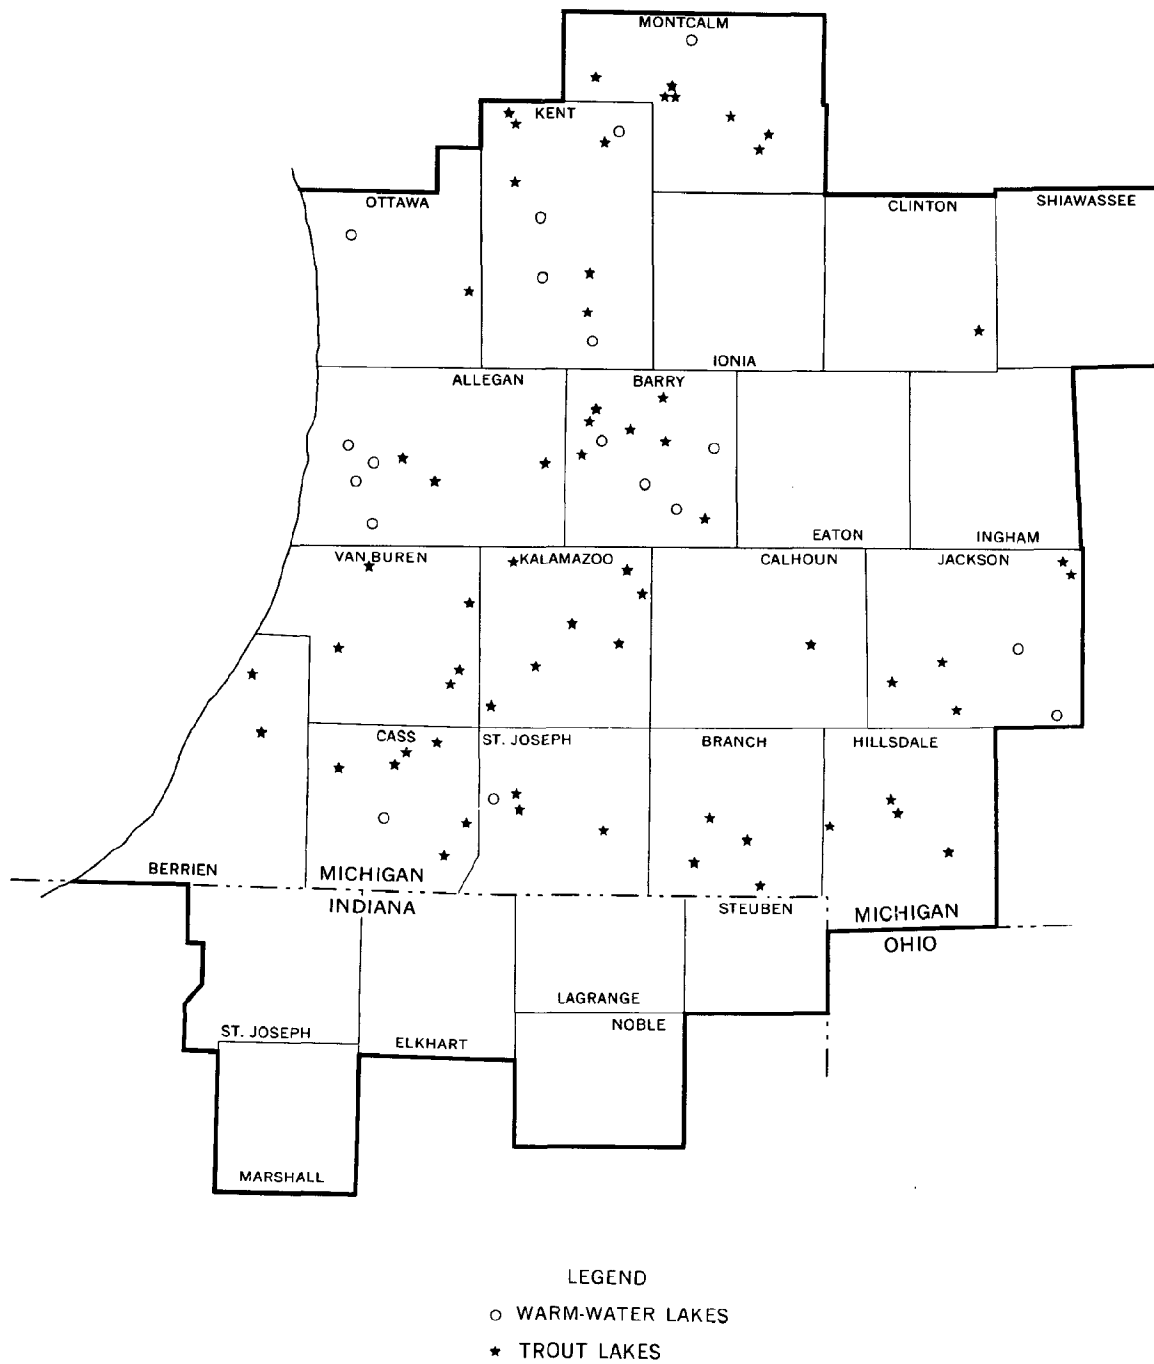 MONTCALM
KENT
OTTAWA
CLINTON
SHIAWASSEE
IONIA
ALLEGAN
BARRY
EATON
INGHAM
VAN BUREN
KALAMAZOO
CALHOUN
JACKSON
CASS
ST. JOSEPH
BRANCH
HILLSDALE
BERRIEN
MICHIGAN
INDIANA
STEUBEN
MICHIGAN
OHIO
LAGRANGE
NOBLE
ST. JOSEPH
ELKHART
MARSHALL
LEGEND
WARM-WATER LAKES
TROUT LAKES